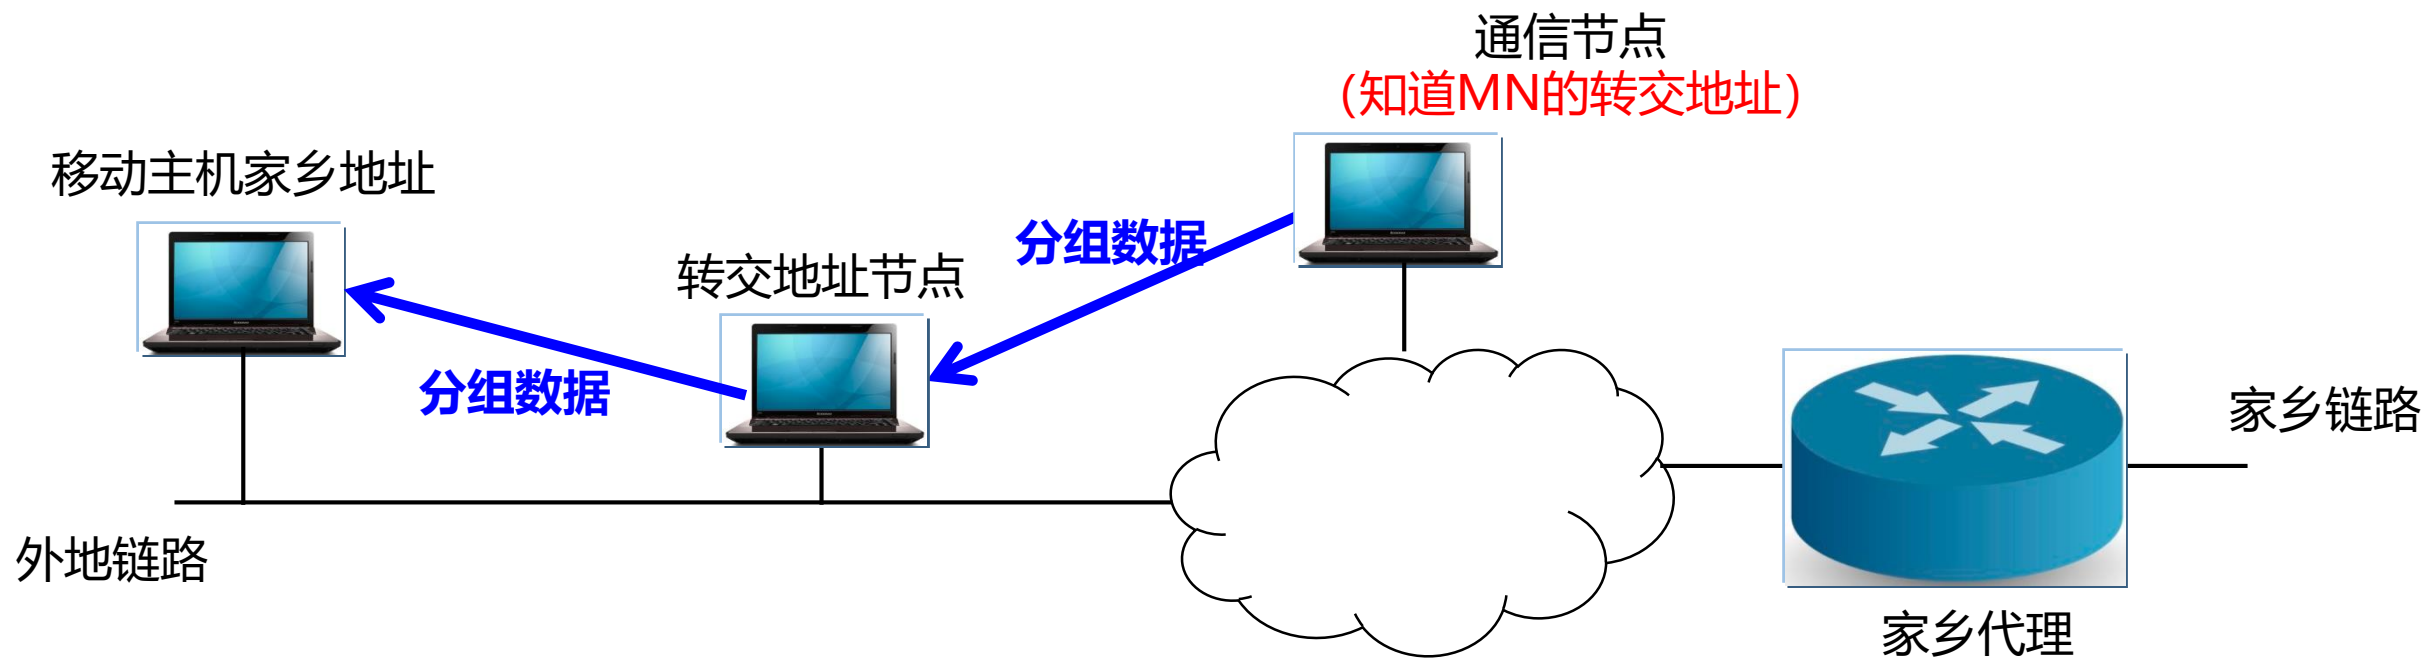 通信节点
（知道MN的转交地址）
移动主机家乡地址
分组数据
转交地址节点
分组数据
家乡链路
外地链路
家乡代理